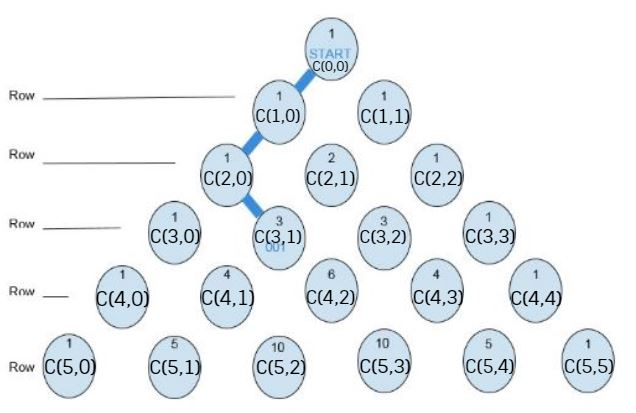 1
START
C(0,0)
Row
1 1
C(1,0) C(1,1)
Row
1 2 1
C(2,0) C(2,1) C(2,2)
Row
1 3 3 1
C(3,0) C(3,1) C(3,2) C(3,3)
001
Row
1 4 6 4 1
C(4,0) C(4,1) C(4,2) C(4,3) C(4,4)
1 5 10 10 5 1
Row C(5,0) C(5,1) C(5,2) C(5,3) C(5,4) C(5,5)